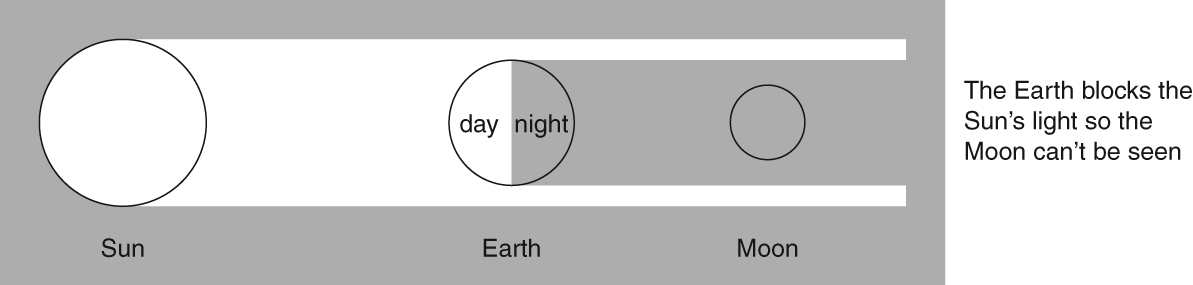 day night
Sun Earth Moon
The Earth blocks the
Sun's light so the
Moon can't be seen